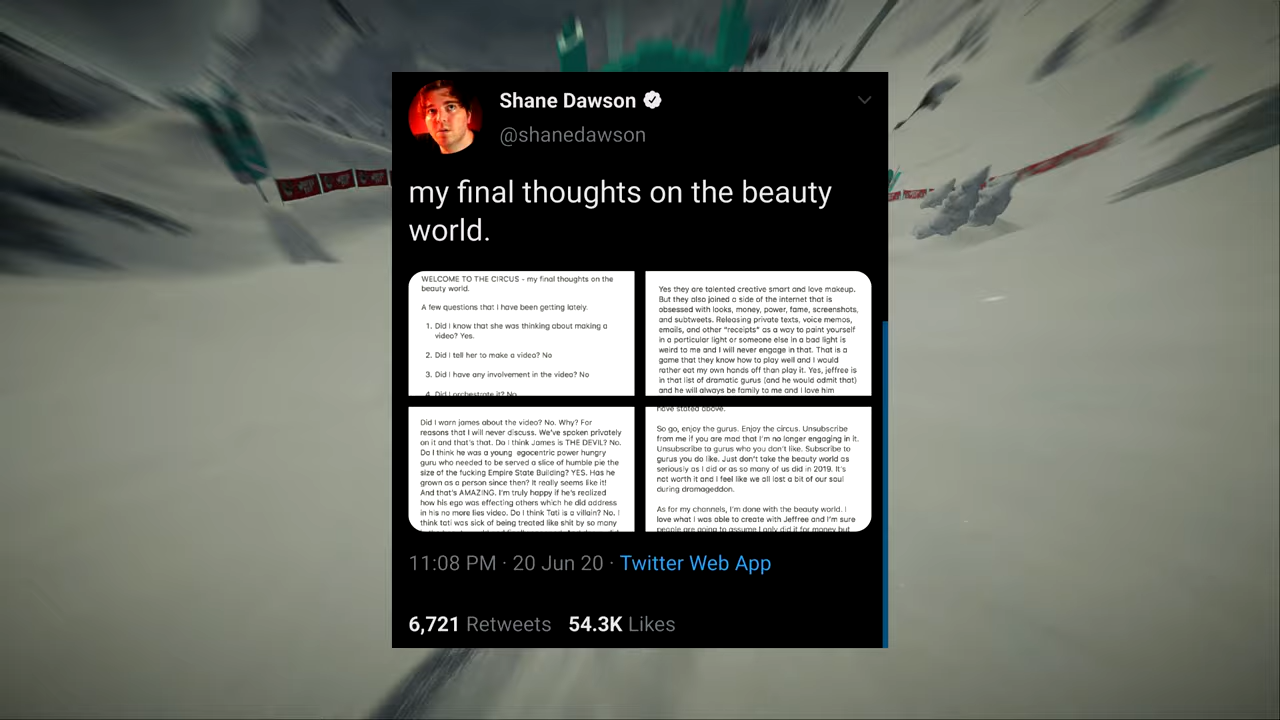 Shane Dawson
@shanedawson
my final thoughts on the beauty
world.
WELCOME TO THE CIRCUS - my final thoughts on the
beauty world.
A few questions that I have been getting lately.
1. Did I know that she was thinking about making a
video? Yes.
2. Did I tell her to make a video? No
3. Did I have any involvement in the video? No
4. Did I orchestrate it? No
Yes they are talented creative smart and love makeup.
But they also joined a side of the internet that is
obsessed with looks, money, power, fame, screenshots,
and subtweets. Releasing private texts, voice memos,
emails, and other “receipts” as a way to paint yourself
in a particular light or someone else in a bad light is
weird to me and I will never engage in that. That is a
game that they know how to play well and I would
rather eat my own hands off than play it. Yes, jeffree is
in that list of dramatic gurus (and he would admit that)
and he will always be family to me and I love him
Did I warn james about the video? No. Why? For
reasons that I will never discuss. We've spoken privately
on it and that's that. Do I think James is THE DEVIL? No.
Do I think he was a young  egocentric power hungry
guru who needed to be served a slice of humble pie the
size of the fucking Empire State Building? YES. Has he
grown as a person since then? It really seems like it!
And that's AMAZING. I'm truly happy if he's realized
how his ego was effecting others which he did address
in his no more lies video. Do I think Tati is a villain? No. I
think tati was sick of being treated like shit by so many
have stated above.
So go, enjoy the gurus. Enjoy the circus. Unsubscribe
from me if you are mad that I'm no longer engaging in it.
Unsubscribe to gurus who you don't like. Subscribe to
gurus you do like. Just don't take the beauty world as
seriously as I did or as so many of us did in 2019. It's
not worth it and I feel like we all lost a bit of our soul
during dramageddon.
As for my channels, I'm done with the beauty world. I
love what I was able to create with Jeffree and I'm sure
people are going to assume I only did it for money but
11:08 PM · 20 Jun 20 · Twitter Web App
6,721 Retweets 54.3K Likes